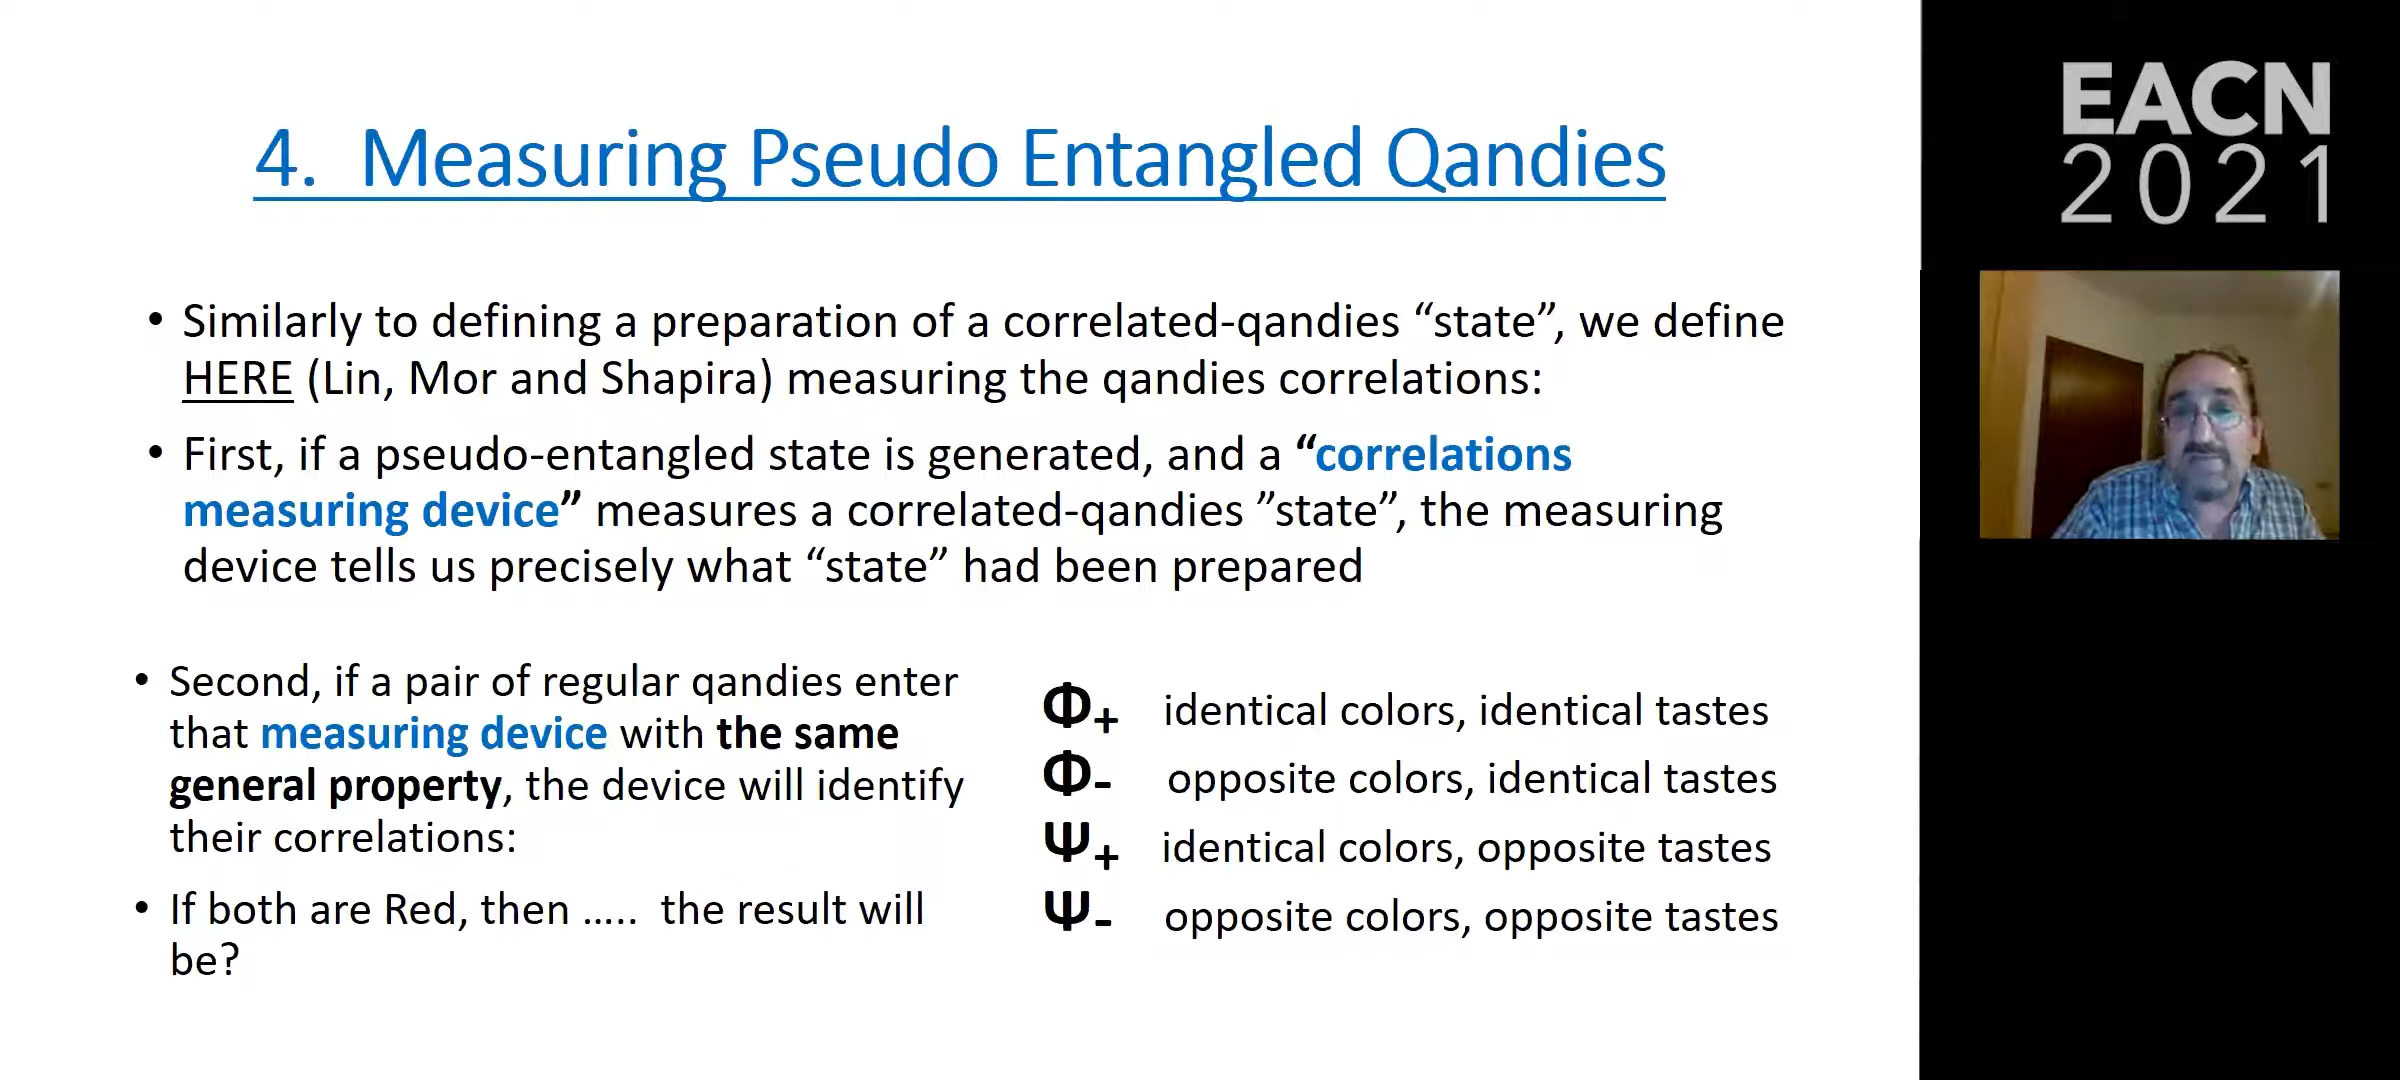 4. Measuring Pseudo Entangled Qandies
• Similarly to defining a preparation of a correlated-qandies “state”, we define
HERE (Lin, Mor and Shapira) measuring the qandies correlations:
• First, if a pseudo-entangled state is generated, and a “correlations
measuring device” measures a correlated-qandies ”state”, the measuring
device tells us precisely what “state” had been prepared
• Second, if a pair of regular qandies enter
that measuring device with the same
general property, the device will identify
their correlations:
• If both are Red, then ..... the result will
be?
Φ+ identical colors, identical tastes
Φ- opposite colors, identical tastes
Ψ+ identical colors, opposite tastes
Ψ- opposite colors, opposite tastes
EACN
2021